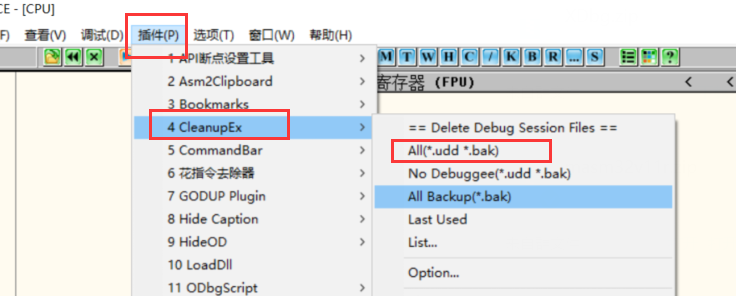 CE - [CPU]
F) 查看(V) 调试(D) 插件(P) 选项(T) 窗口(W) 帮助(H)
M T W H C / K B R ... S ?
寄存器 (FPU) < <
1 API断点设置工具 >
2 Asm2Clipboard >
3 Bookmarks >
4 CleanupEx >
== Delete Debug Session Files ==
5 CommandBar >
All(*.udd *.bak)
6 花指令去除器 >
No Debuggee(*.udd *.bak)
7 GODUP Plugin >
All Backup(*.bak)
8 Hide Caption >
Last Used
9 HideOD >
List...
10 LoadDll
Option...
11 ODbgScript >